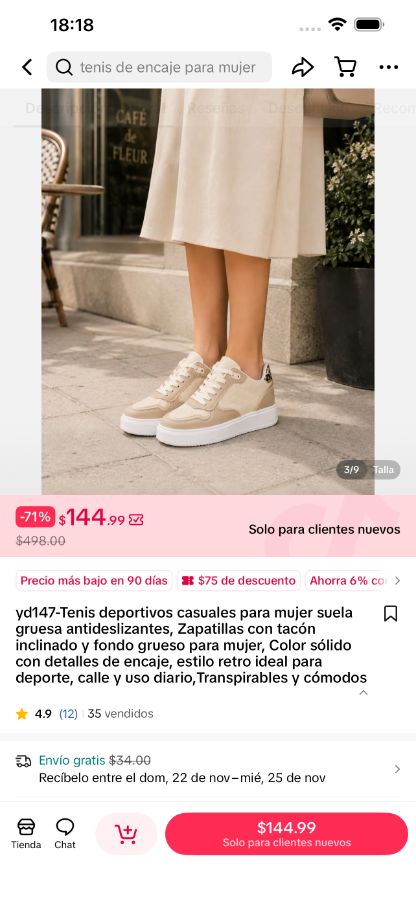 18:18
tenis de encaje para mujer
Reseñas
CAFÉ
de
FLEUR
3/9 Talla
-71% $144.99
Solo para clientes nuevos
$498.00
Precio más bajo en 90 días
$75 de descuento
Ahorra 6% co
yd147-Tenis deportivos casuales para mujer suela
gruesa antideslizantes, Zapatillas con tacón
inclinado y fondo grueso para mujer, Color sólido
con detalles de encaje, estilo retro ideal para
deporte, calle y uso diario,Transpirables y cómodos
4.9 (12) 35 vendidos
Envío gratis $34.00
Recíbelo entre el dom, 22 de nov–mié, 25 de nov
Tienda
Chat
$144.99
Solo para clientes nuevos